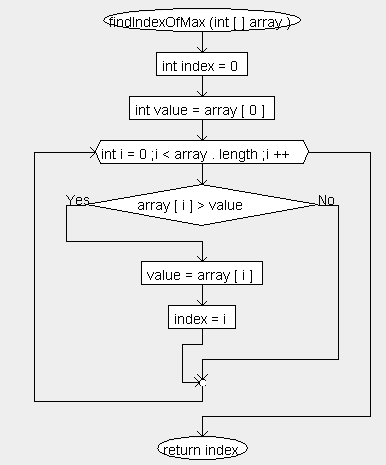 findIndexOfMax (int [ ] array )
int index = 0
int value = array [ 0 ]
int i = 0 ;i < array . length ;i ++
Yes
array [ i ] > value
No
value = array [ i ]
index = i
return index